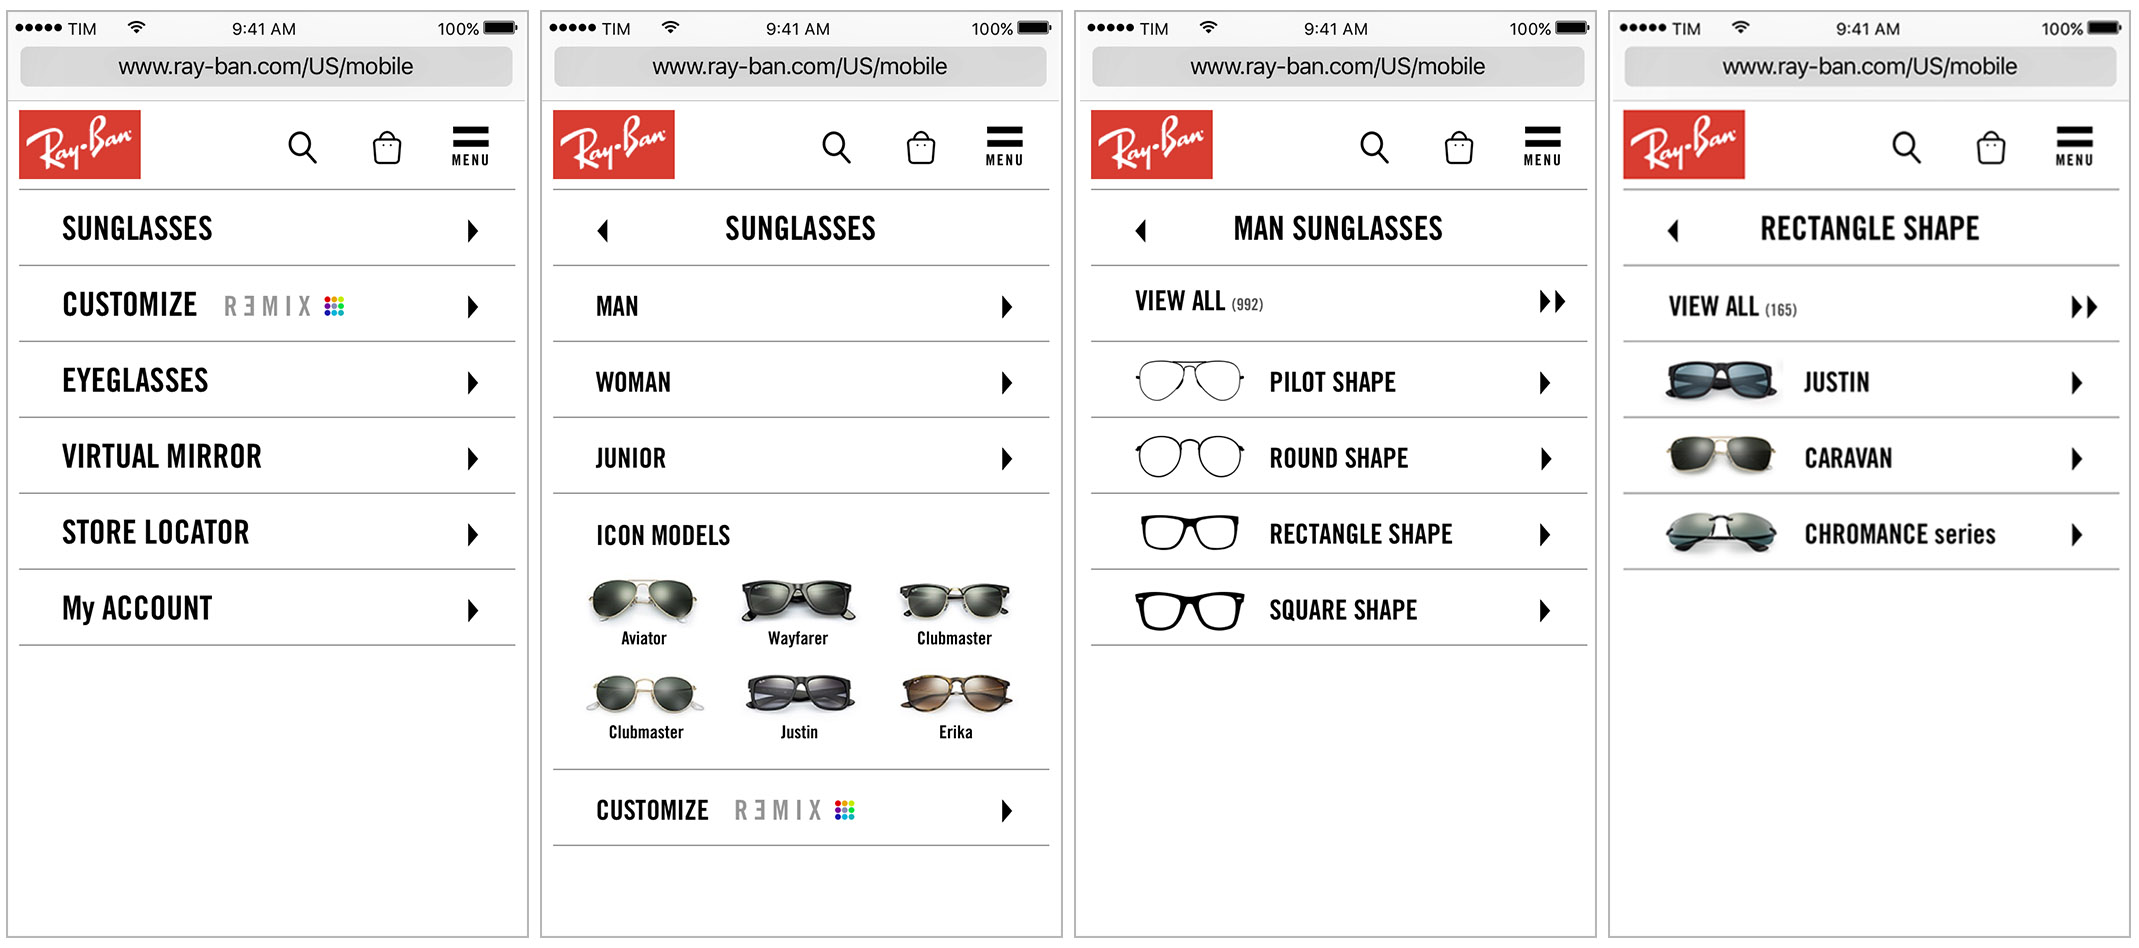 ●●●●● TIM 9:41 AM 100%
www.ray-ban.com/US/mobile
Ray-Ban
MENU
SUNGLASSES
CUSTOMIZE RƎMIX
EYEGLASSES
VIRTUAL MIRROR
STORE LOCATOR
My ACCOUNT
●●●●● TIM 9:41 AM 100%
www.ray-ban.com/US/mobile
Ray-Ban
MENU
SUNGLASSES
MAN
WOMAN
JUNIOR
ICON MODELS
Aviator Wayfarer Clubmaster
Clubmaster Justin Erika
CUSTOMIZE RƎMIX
●●●●● TIM 9:41 AM 100%
www.ray-ban.com/US/mobile
Ray-Ban
MENU
MAN SUNGLASSES
VIEW ALL (992)
PILOT SHAPE
ROUND SHAPE
RECTANGLE SHAPE
SQUARE SHAPE
●●●●● TIM 9:41 AM 100%
www.ray-ban.com/US/mobile
Ray-Ban
MENU
RECTANGLE SHAPE
VIEW ALL (165)
JUSTIN
CARAVAN
CHROMANCE series